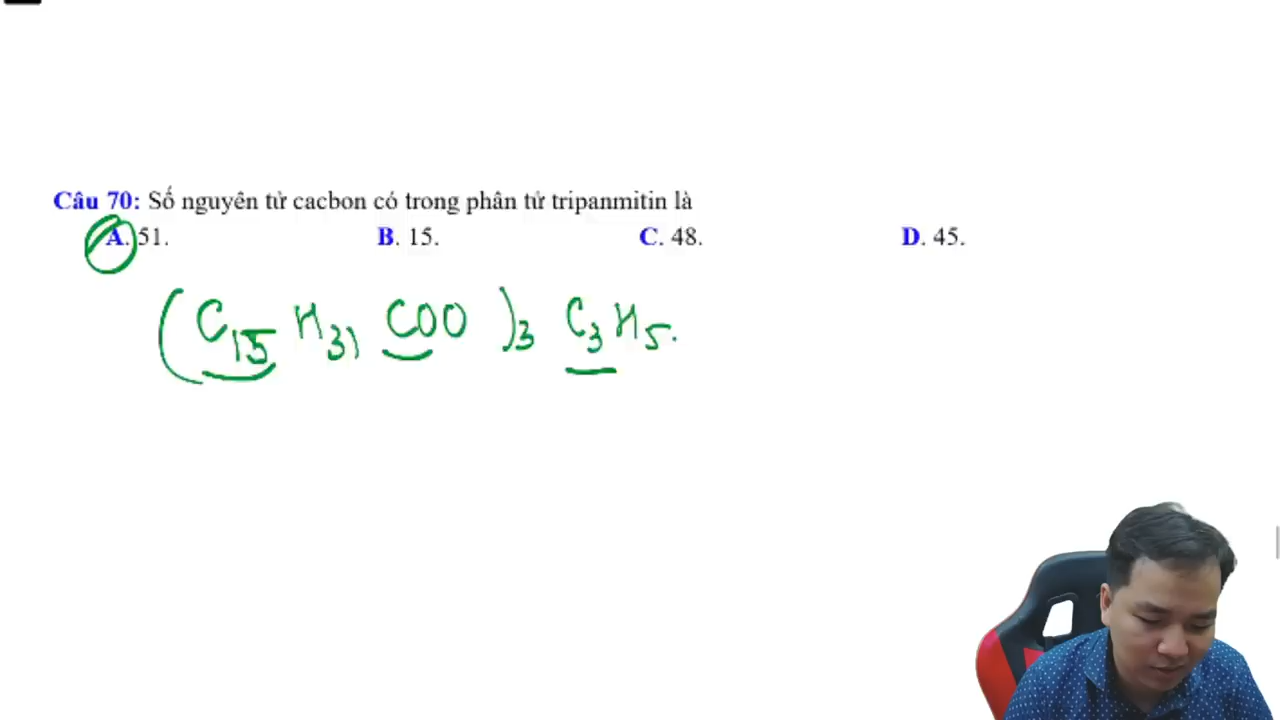 Câu 70: Số nguyên tử cacbon có trong phân tử tripanmitin là
A. 51. B. 15. C. 48. D. 45.
(C15H31COO)3C3H5.